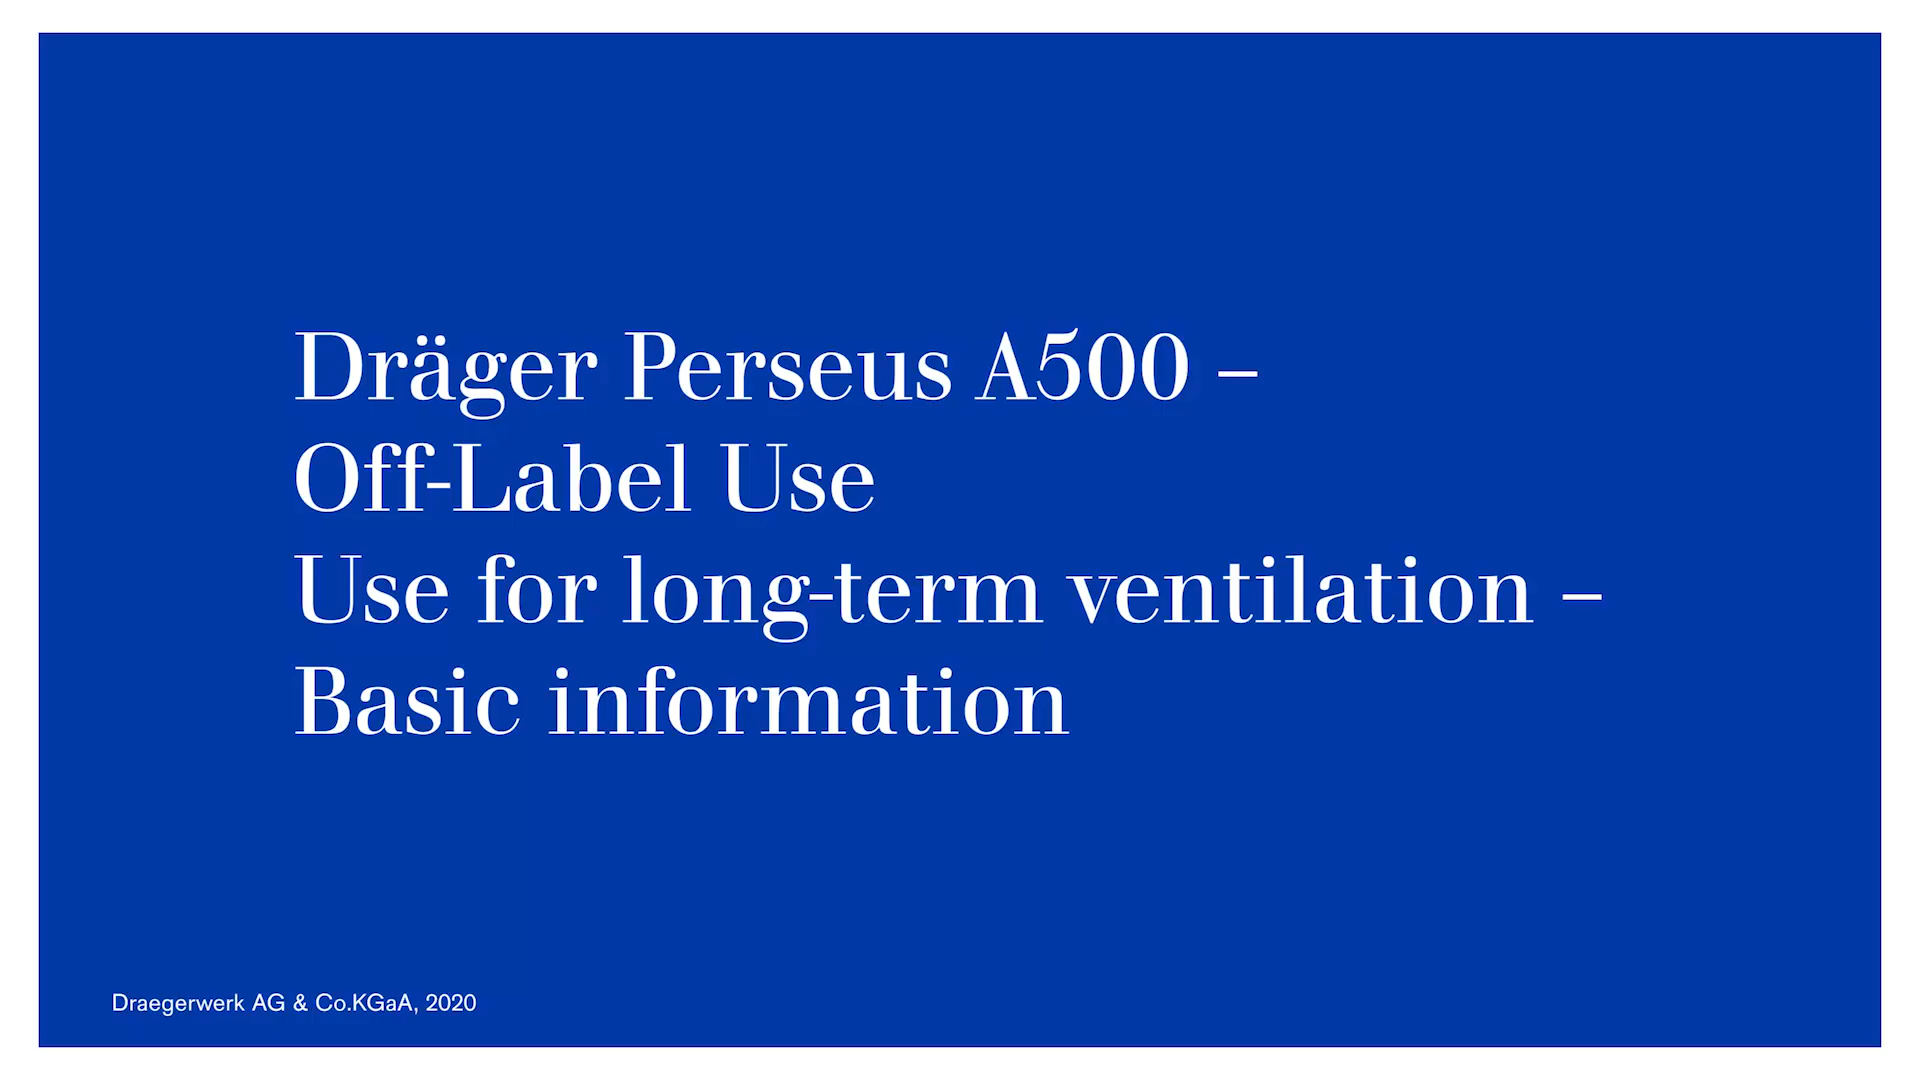 Dräger Perseus A500 –
Off-Label Use
Use for long-term ventilation –
Basic information
Draegerwerk AG & Co.KGaA, 2020